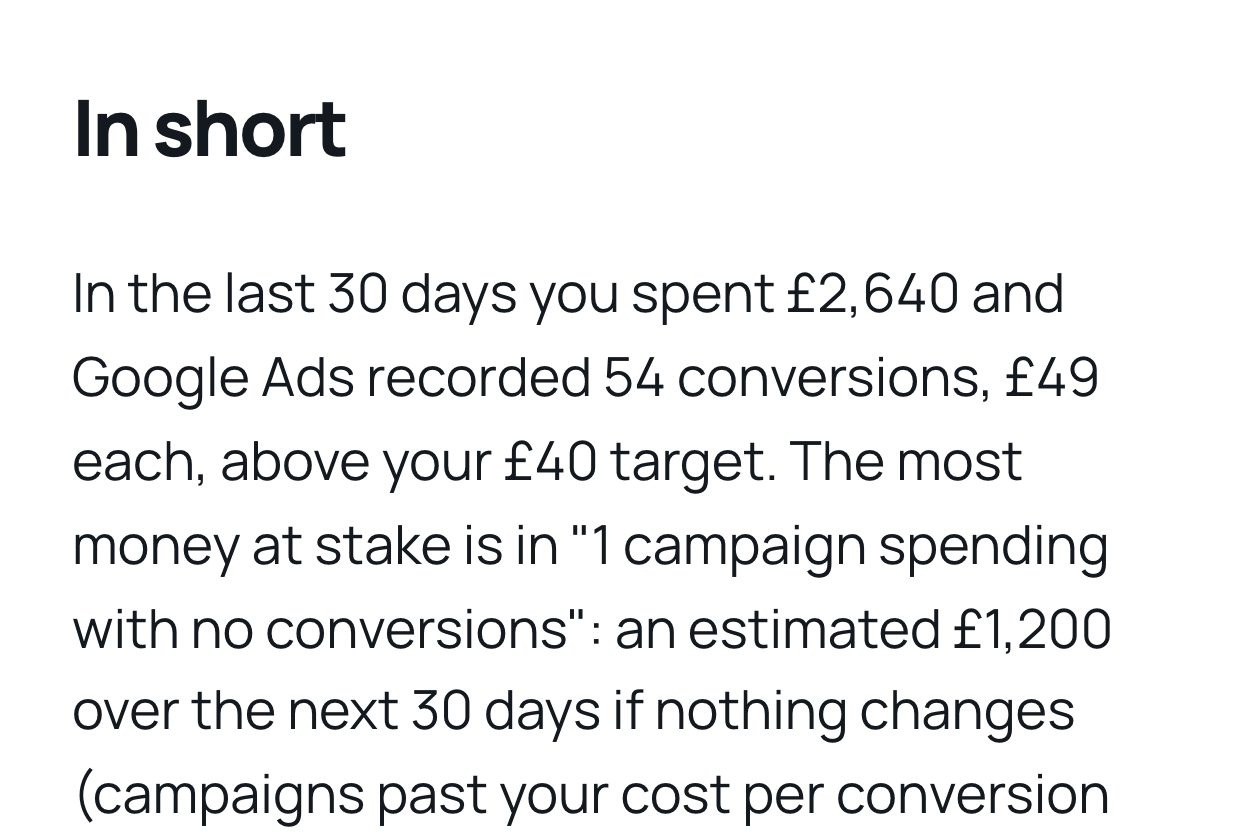 In short
In the last 30 days you spent £2,640 and
Google Ads recorded 54 conversions, £49
each, above your £40 target. The most
money at stake is in "1 campaign spending
with no conversions": an estimated £1,200
over the next 30 days if nothing changes
(campaigns past your cost per conversion